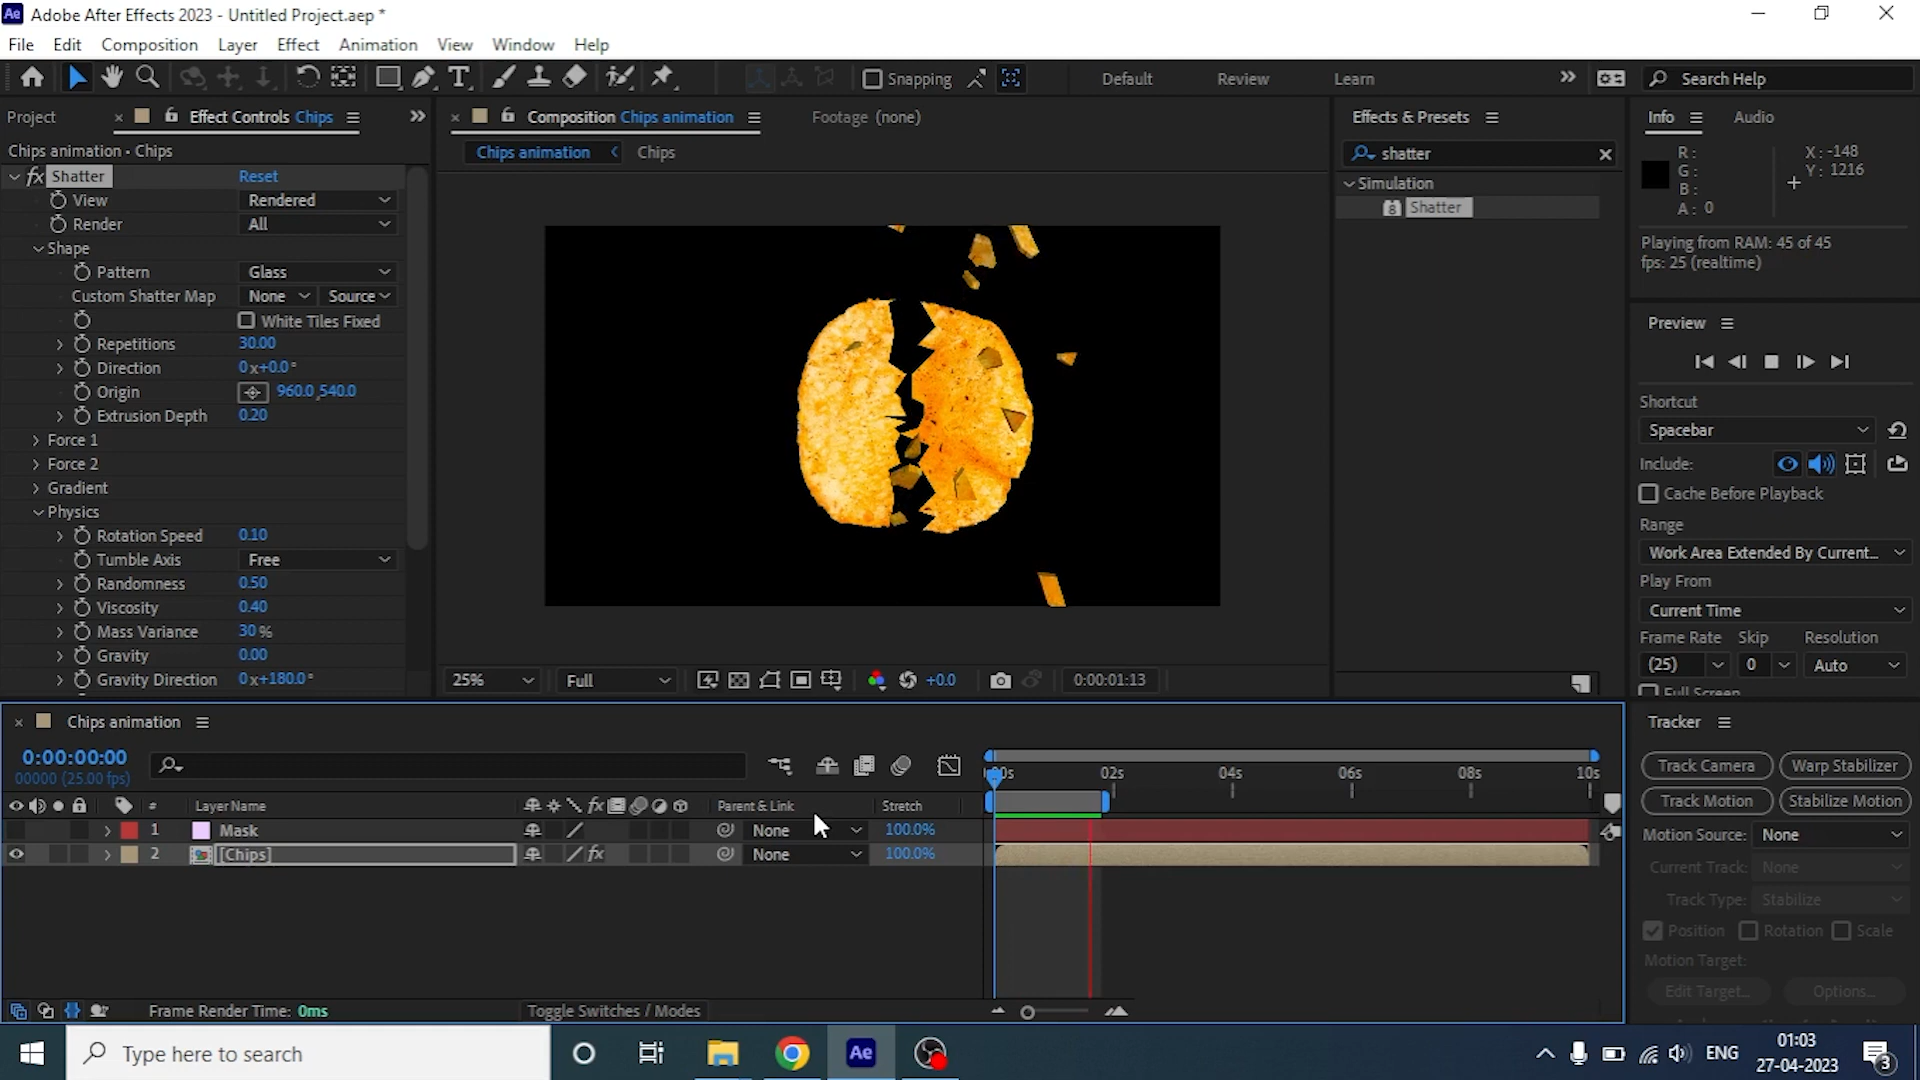 Ae Adobe After Effects 2023 - Untitled Project.aep *
File Edit Composition Layer Effect Animation View Window Help
Snapping Default Review Learn Search Help
Project Effect Controls Chips Composition Chips animation Footage (none) Effects & Presets Info Audio
Chips animation • Chips
Chips animation Chips
shatter
Simulation
8 Shatter
R:
G:
B:
A: 0
X: -148
Y: 1216
Playing from RAM: 45 of 45
fps: 25 (realtime)
fx Shatter Reset
View Rendered
Render All
Shape
Pattern Glass
Custom Shatter Map None Source
White Tiles Fixed
Repetitions 30.00
Direction 0x+0.0°
Origin 960.0,540.0
Extrusion Depth 0.20
Force 1
Force 2
Gradient
Physics
Rotation Speed 0.10
Tumble Axis Free
Randomness 0.50
Viscosity 0.40
Mass Variance 30%
Gravity 0.00
Gravity Direction 0x+180.0°
25% Full +0.0 0:00:01:13
Preview
Shortcut
Spacebar
Include:
Cache Before Playback
Range
Work Area Extended By Current...
Play From
Current Time
Frame Rate Skip Resolution
(25) 0 Auto
Full Screen
Chips animation
0:00:00:00
00000 (25.00 fps)
02s 04s 06s 08s 10s
# Layer Name fx Parent & Link Stretch
1 Mask None 100.0%
2 [Chips] fx None 100.0%
Frame Render Time: 0ms Toggle Switches / Modes
Tracker
Track Camera Warp Stabilizer
Track Motion Stabilize Motion
Motion Source: None
Current Track: None
Track Type: Stabilize
Position Rotation Scale
Motion Target:
Edit Target... Options...
Type here to search
Ae
ENG
01:03
27-04-2023
3